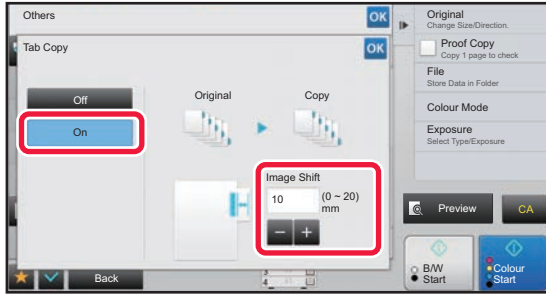 Others
OK
Tab Copy
OK
Off
On
Original
Copy
Image Shift
10
(0 ~ 20)
mm
Back
4
Original
Change Size/Direction.
Proof Copy
Copy 1 page to check
File
Store Data in Folder
Colour Mode
Exposure
Select Type/Exposure
Preview
CA
B/W
Start
Colour
Start